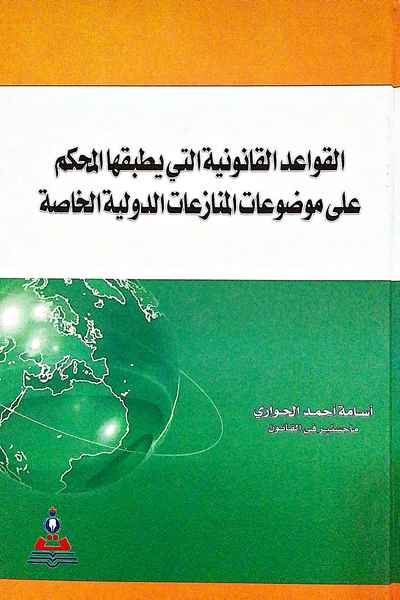 القواعد القانونية التي يطبقها المحكم
على موضوعات المنازعات الدولية الخاصة
أسامة أحمد الحواري
ماجستير في القانون